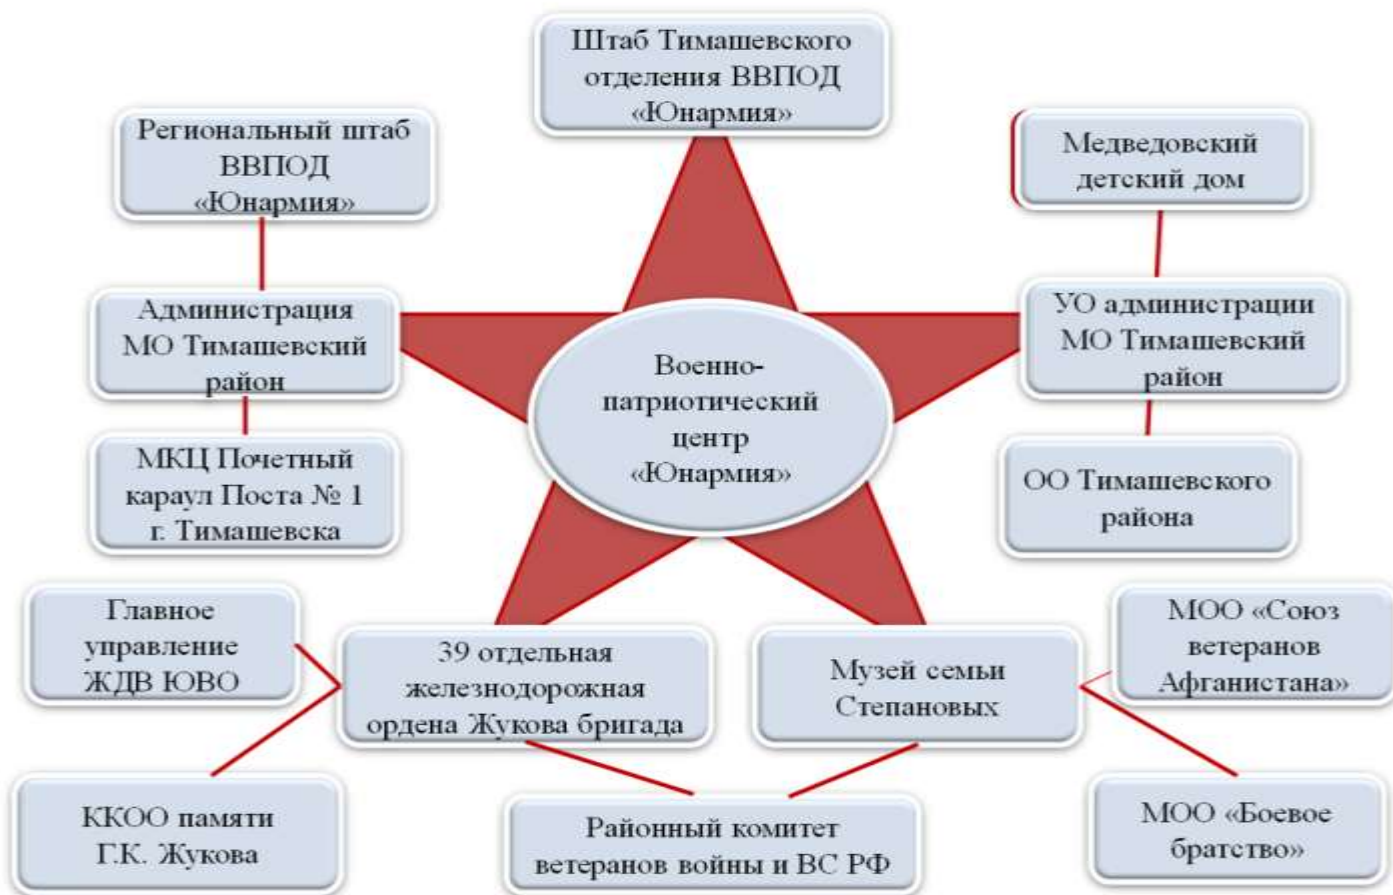 Штаб Тимашевского
отделения ВВПОД
«Юнармия»
Региональный штаб
ВВПОД
«Юнармия»
Медведовский
детский дом
Администрация
МО Тимашевский
район
УО администрации
МО Тимашевский
район
Военно-
патриотический
центр
«Юнармия»
МКЦ Почетный
караул Поста № 1
г. Тимашевска
ОО Тимашевского
района
Главное
управление
ЖДВ ЮВО
39 отдельная
железнодорожная
ордена Жукова бригада
Музей семьи
Степановых
МОО «Союз
ветеранов
Афганистана»
ККОО памяти
Г.К. Жукова
Районный комитет
ветеранов войны и ВС РФ
МОО «Боевое
братство»